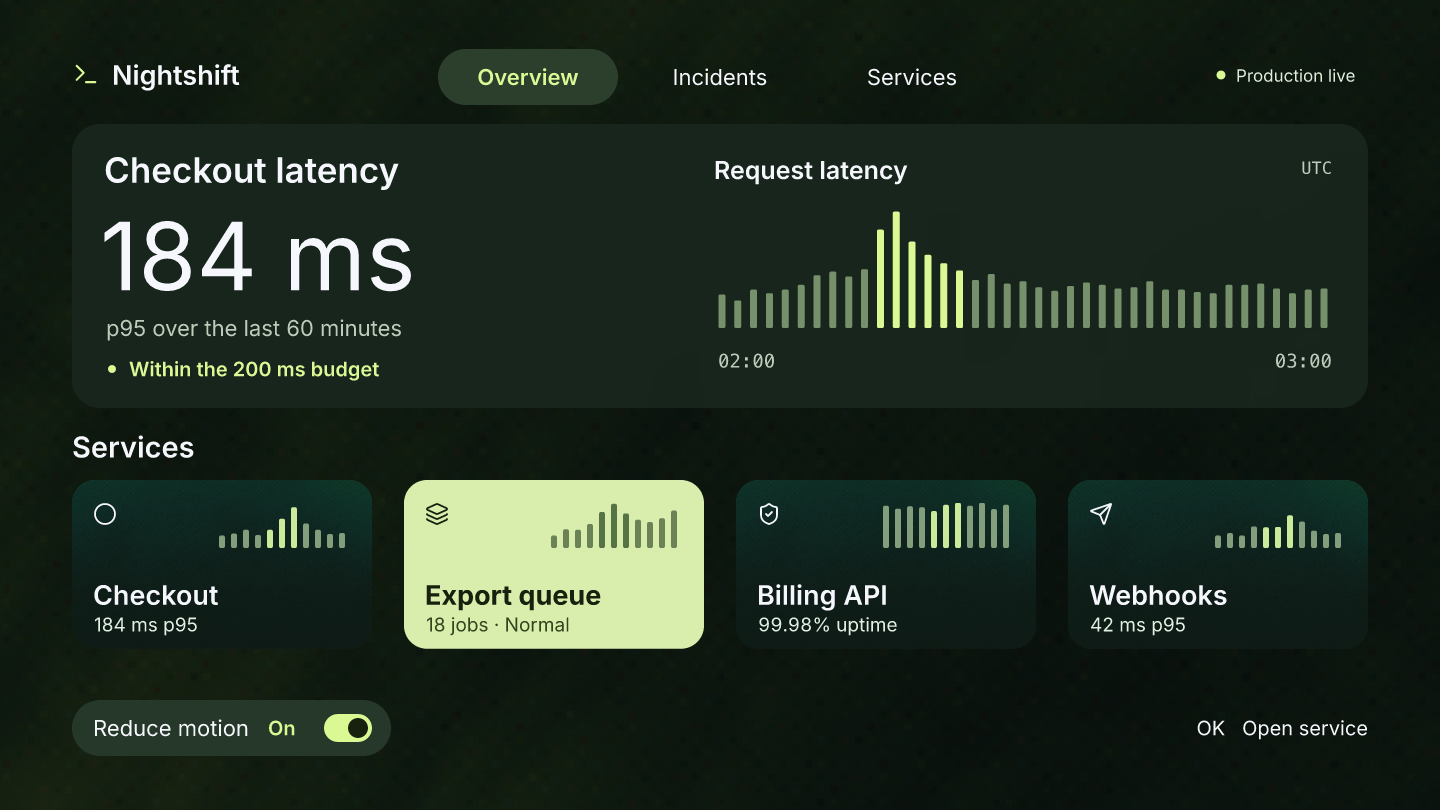 Nightshift
Overview
Incidents
Services
Production live
Checkout latency
184 ms
p95 over the last 60 minutes
Within the 200 ms budget
Request latency
UTC
02:00
03:00
Services
Checkout
184 ms p95
Export queue
18 jobs · Normal
Billing API
99.98% uptime
Webhooks
42 ms p95
Reduce motion On
OK Open service